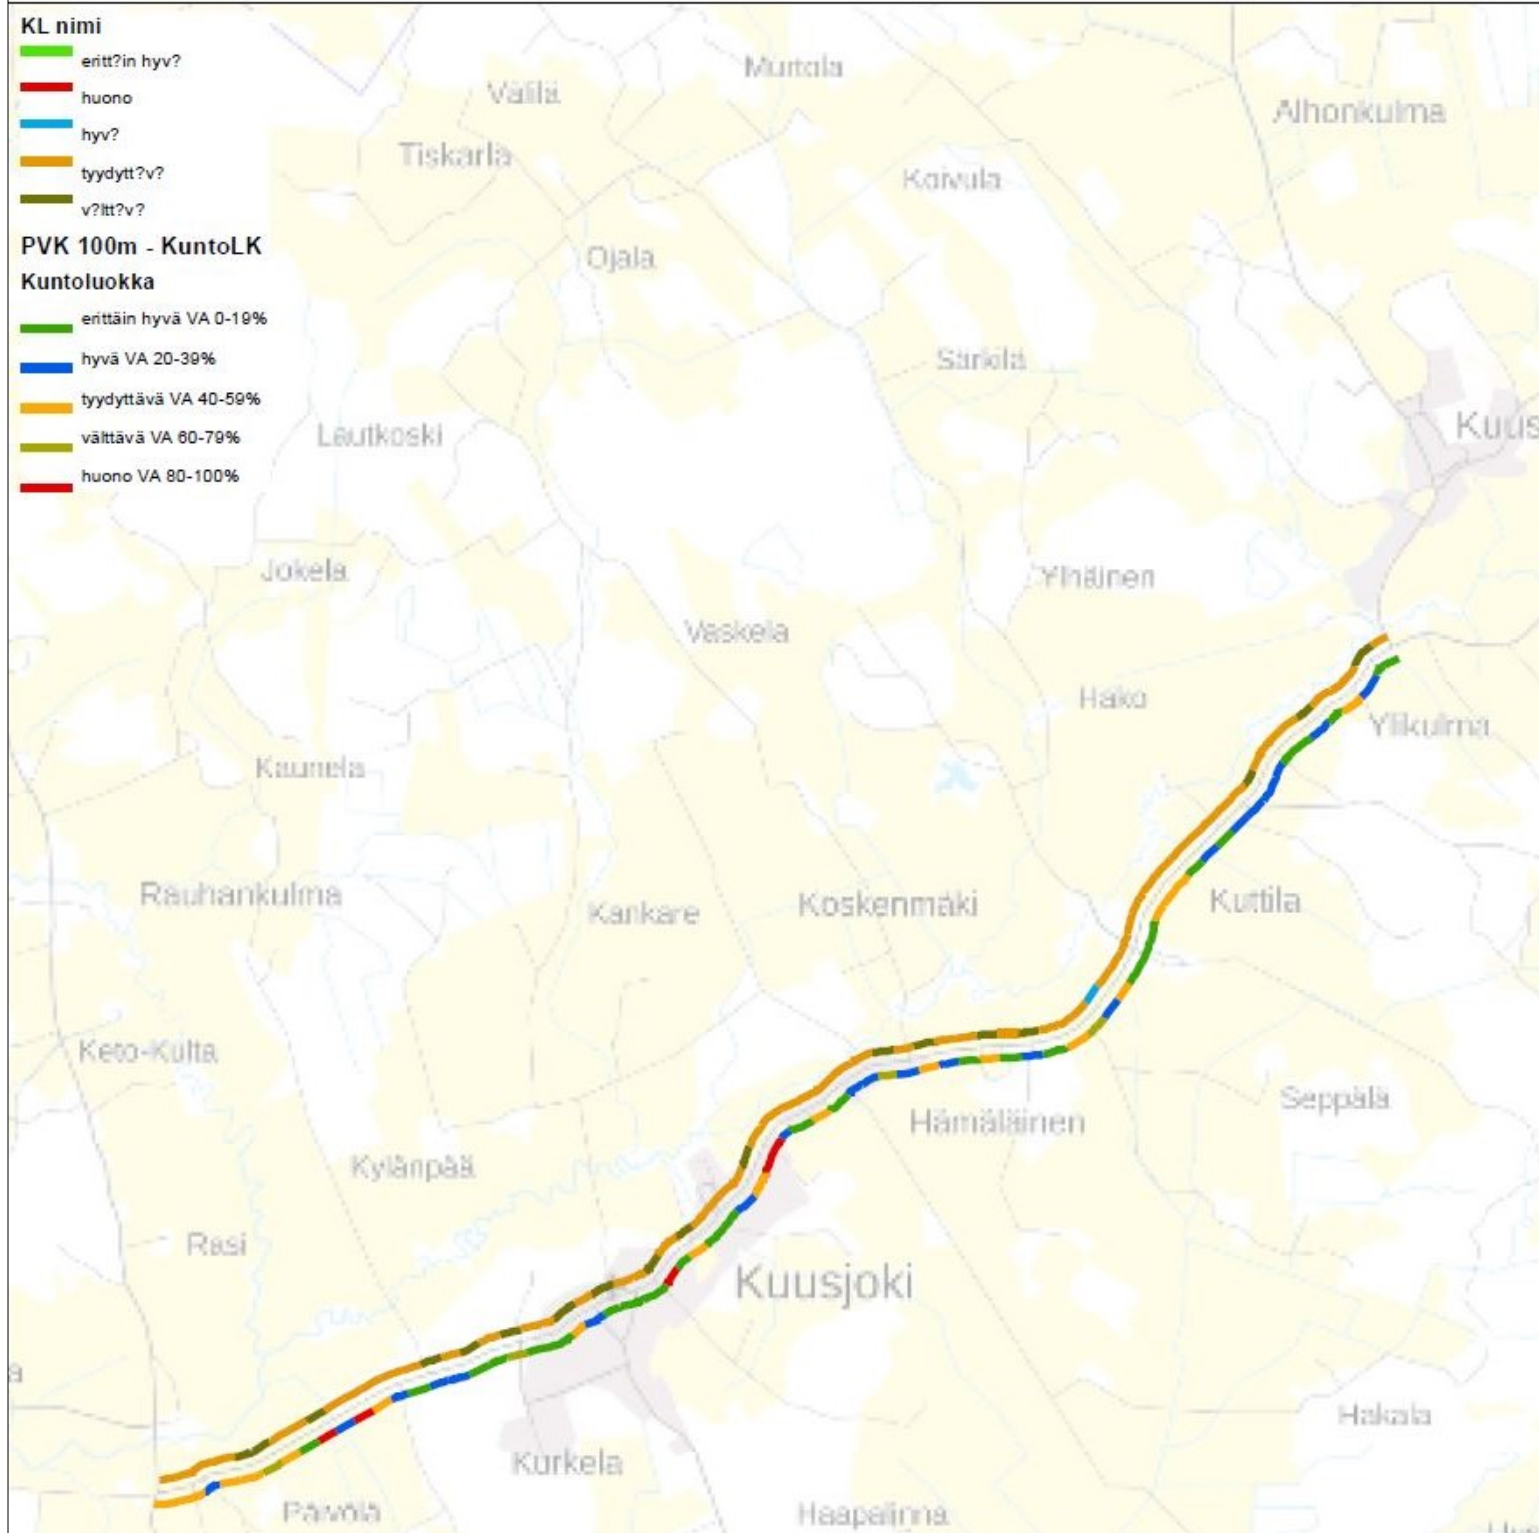 KL nimi
eritt?in hyv?
huono
hyv?
tyydytt?v?
v?ltt?v?
PVK 100m - KuntoLK
Kuntoluokka
erittäin hyvä VA 0-19%
hyvä VA 20-39%
tyydyttävä VA 40-59%
välttävä VA 60-79%
huono VA 80-100%
Murtola
Välilä
Alhonkulma
Tiskarla
Koivula
Ojala
Särkilä
Kuus
Lautkoski
Jokela
Ylhäinen
Vaskela
Hako
Ylikulma
Kaunela
Rauhankulma
Kankare
Koskenmäki
Kuttila
Keto-Kulta
Seppälä
Hämäläinen
Kylänpää
Rasi
Kuusjoki
a
Hakala
Kurkela
Päivölä
Haapalinna